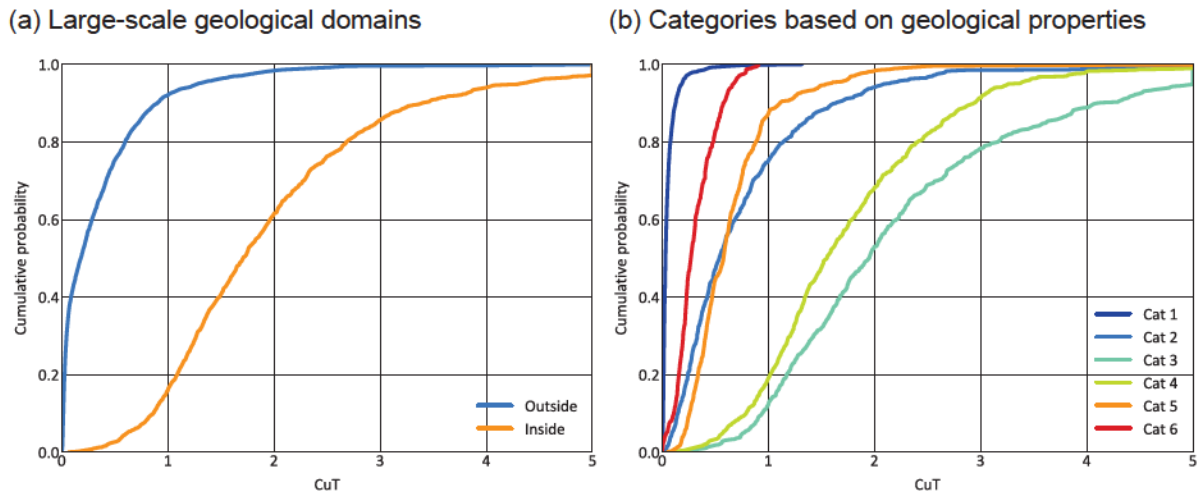 (a) Large-scale geological domains
(b) Categories based on geological properties
1.0
0.8
0.6
0.4
0.2
0.0
Cumulative probability
0
1
2
3
4
5
CuT
Outside
Inside
1.0
0.8
0.6
0.4
0.2
0.0
Cumulative probability
0
1
2
3
4
5
CuT
Cat 1
Cat 2
Cat 3
Cat 4
Cat 5
Cat 6